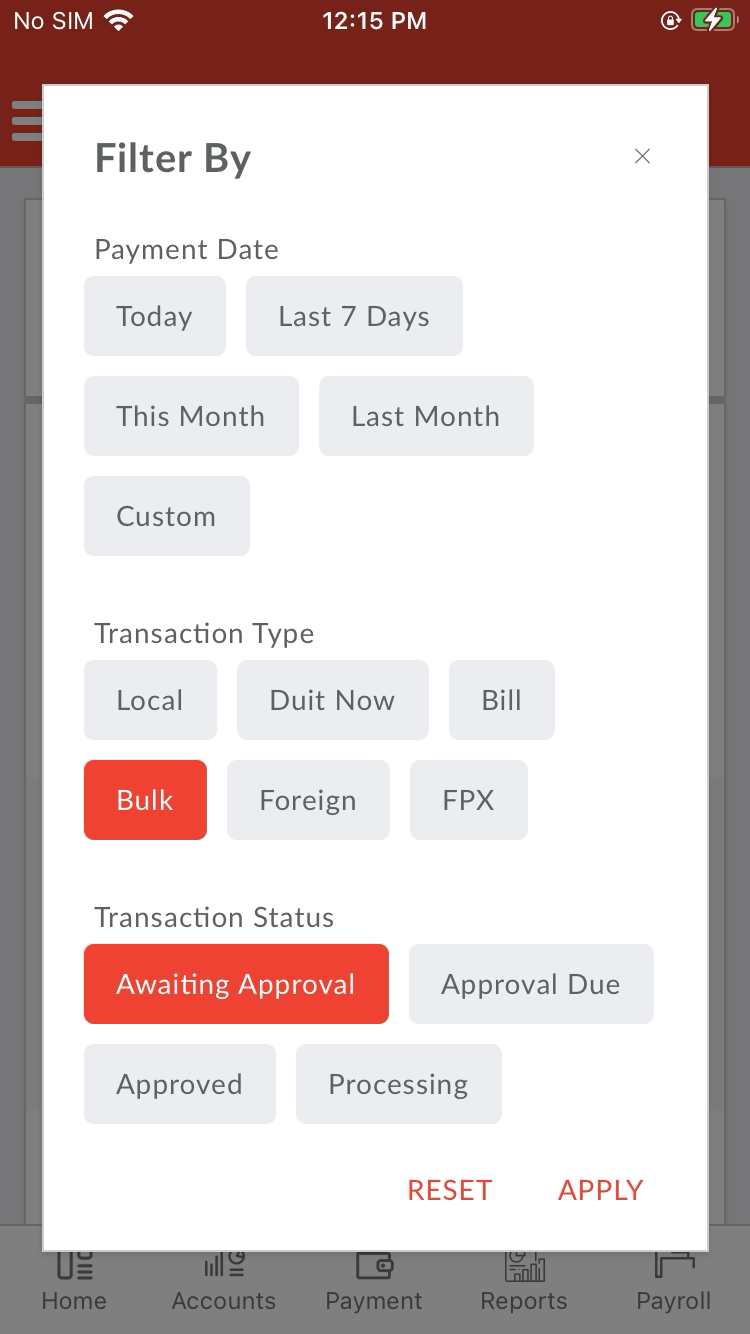 No SIM 12:15 PM
Filter By
Payment Date
Today Last 7 Days
This Month Last Month
Custom
Transaction Type
Local Duit Now Bill
Bulk Foreign FPX
Transaction Status
Awaiting Approval Approval Due
Approved Processing
RESET APPLY
Home Accounts Payment Reports Payroll